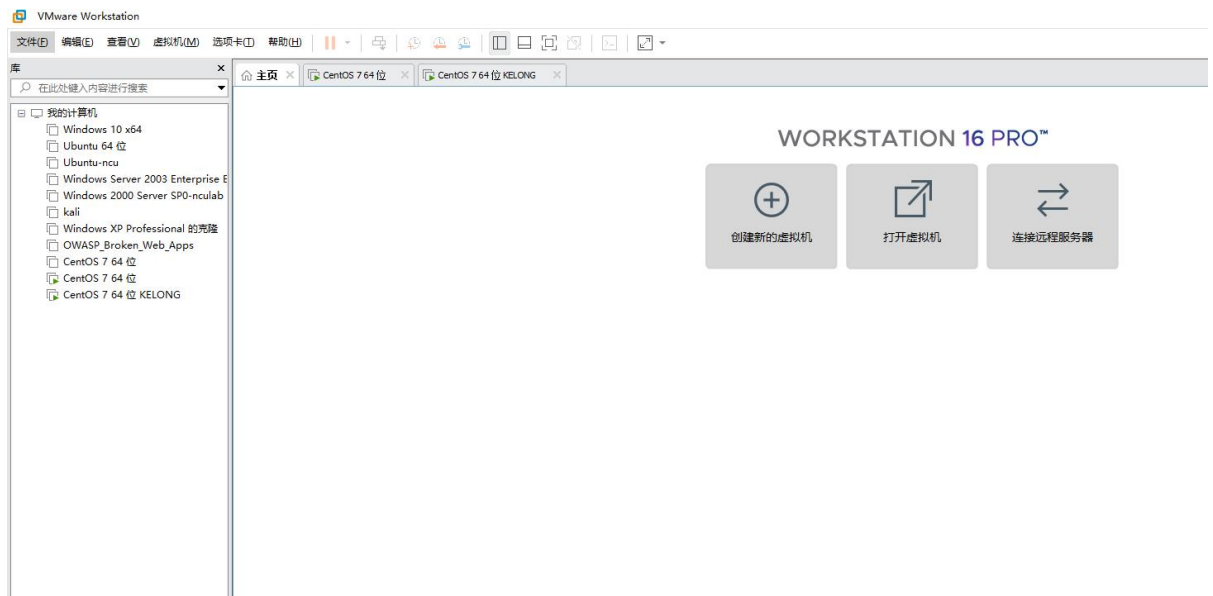 VMware Workstation
文件(F) 编辑(E) 查看(V) 虚拟机(M) 选项卡(T) 帮助(H)
库
在此处键入内容进行搜索
主页 CentOS 7 64 位 CentOS 7 64 位 KELONG
我的计算机
Windows 10 x64
Ubuntu 64 位
Ubuntu-ncu
Windows Server 2003 Enterprise E
Windows 2000 Server SP0-nculab
kali
Windows XP Professional 的克隆
OWASP_Broken_Web_Apps
CentOS 7 64 位
CentOS 7 64 位
CentOS 7 64 位 KELONG
WORKSTATION 16 PRO™
创建新的虚拟机 打开虚拟机 连接远程服务器